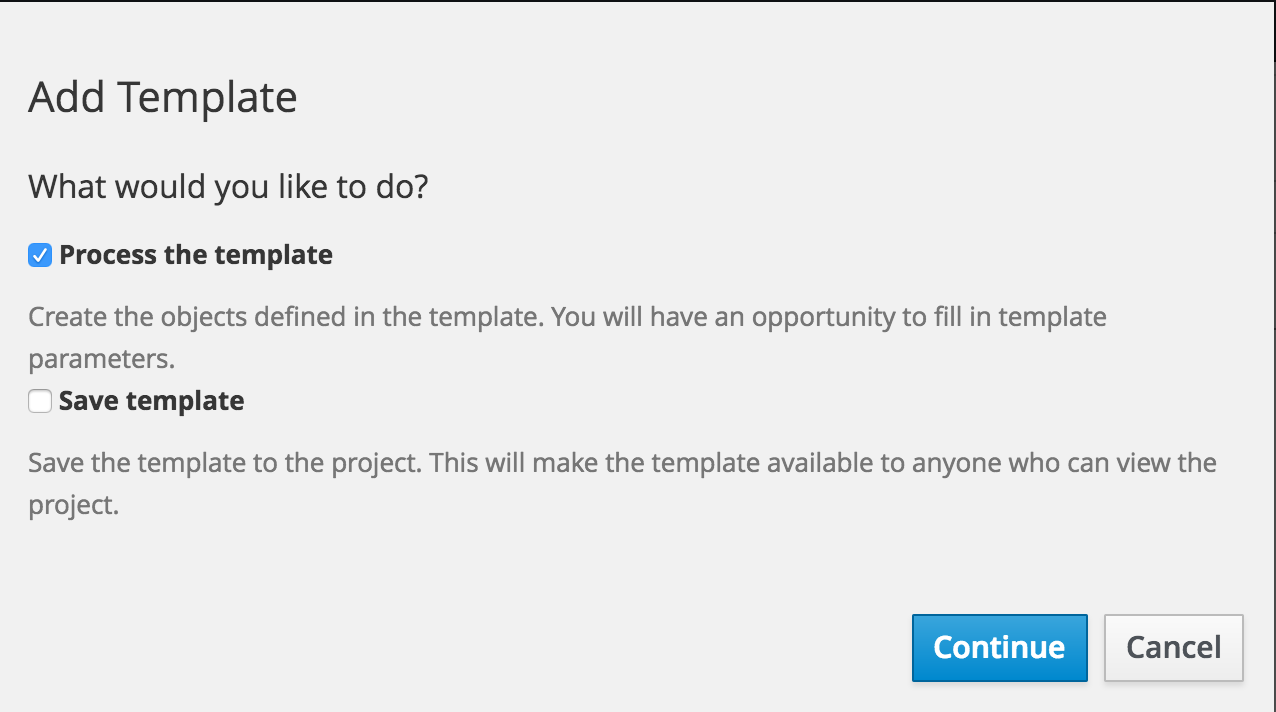 Add Template
What would you like to do?
Process the template
Create the objects defined in the template. You will have an opportunity to fill in template
parameters.
Save template
Save the template to the project. This will make the template available to anyone who can view the
project.
Continue Cancel